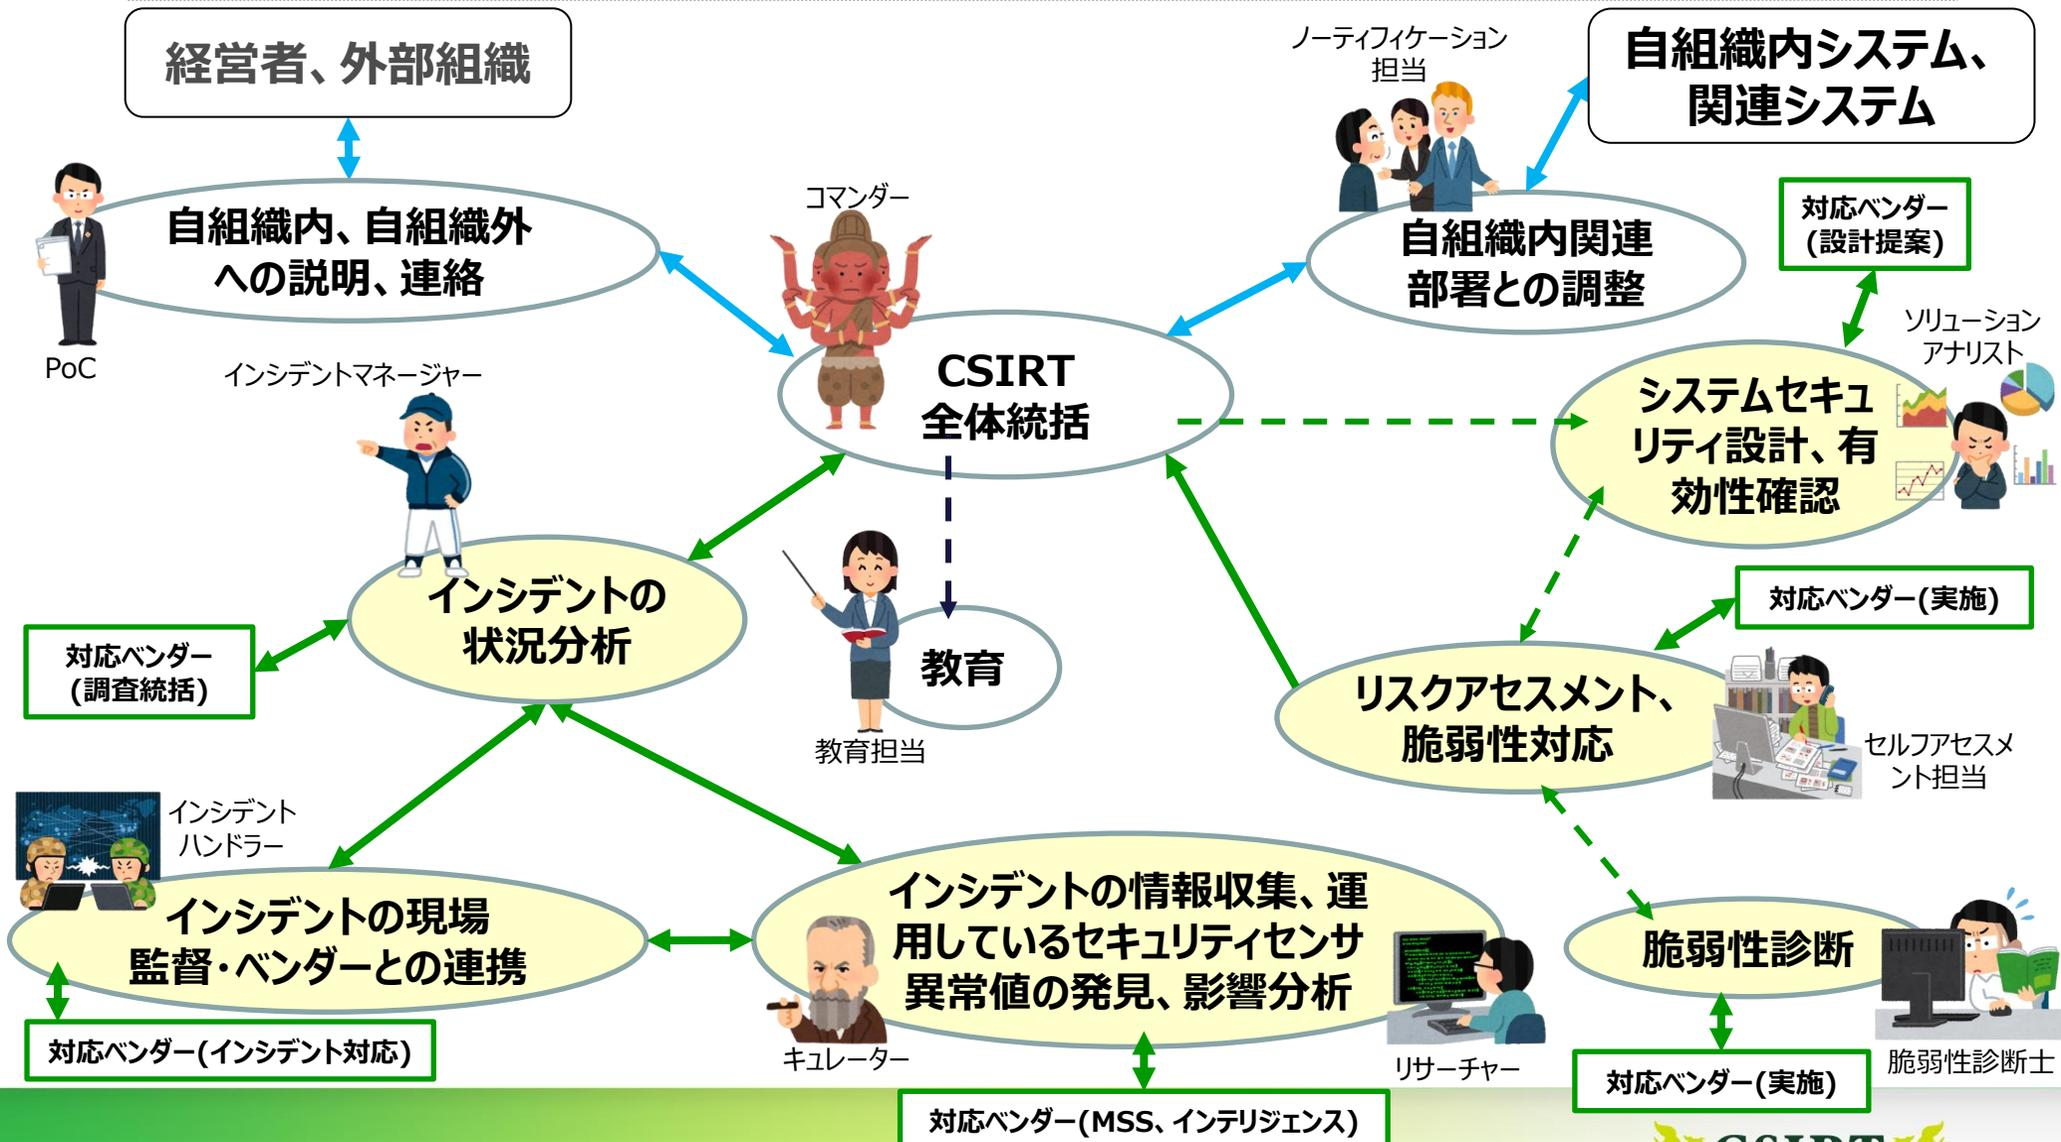 経営者、外部組織
ノーティフィケーション
担当
自組織内システム、
関連システム
自組織内、自組織外
への説明、連絡
PoC
コマンダー
自組織内関連
部署との調整
対応ベンダー
(設計提案)
ソリューション
アナリスト
インシデントマネージャー
CSIRT
全体統括
システムセキュ
リティ設計、有
効性確認
インシデントの
状況分析
対応ベンダー
(調査統括)
教育
教育担当
対応ベンダー(実施)
リスクアセスメント、
脆弱性対応
セルフアセスメ
ント担当
インシデント
ハンドラー
インシデントの現場
監督・ベンダーとの連携
対応ベンダー(インシデント対応)
インシデントの情報収集、運
用しているセキュリティセンサ
異常値の発見、影響分析
キュレーター
リサーチャー
対応ベンダー(MSS、インテリジェンス)
脆弱性診断
脆弱性診断士
対応ベンダー(実施)
CSIRT